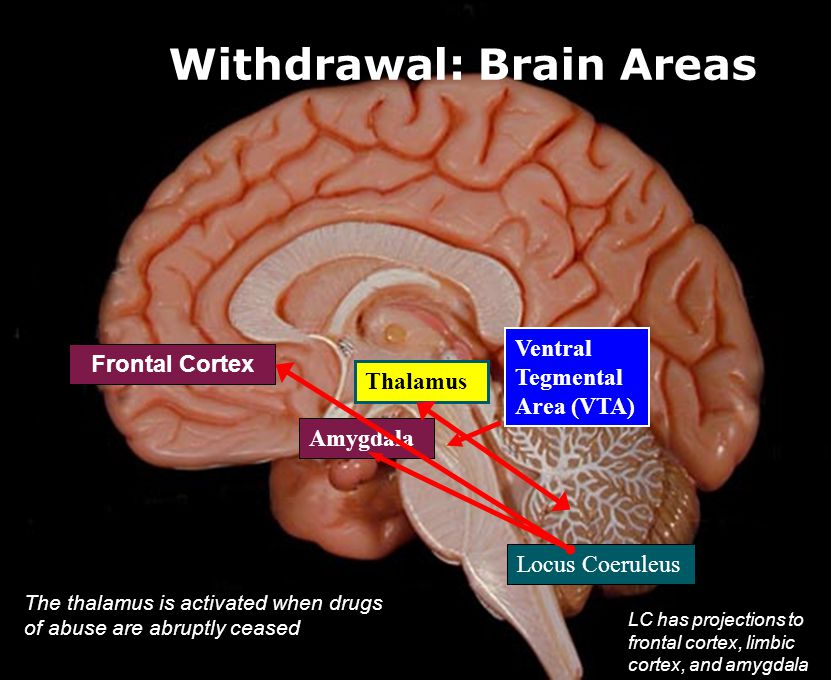 Withdrawal: Brain Areas
Frontal Cortex
Thalamus
Ventral
Tegmental
Area (VTA)
Amygdala
Locus Coeruleus
The thalamus is activated when drugs
of abuse are abruptly ceased
LC has projections to
frontal cortex, limbic
cortex, and amygdala